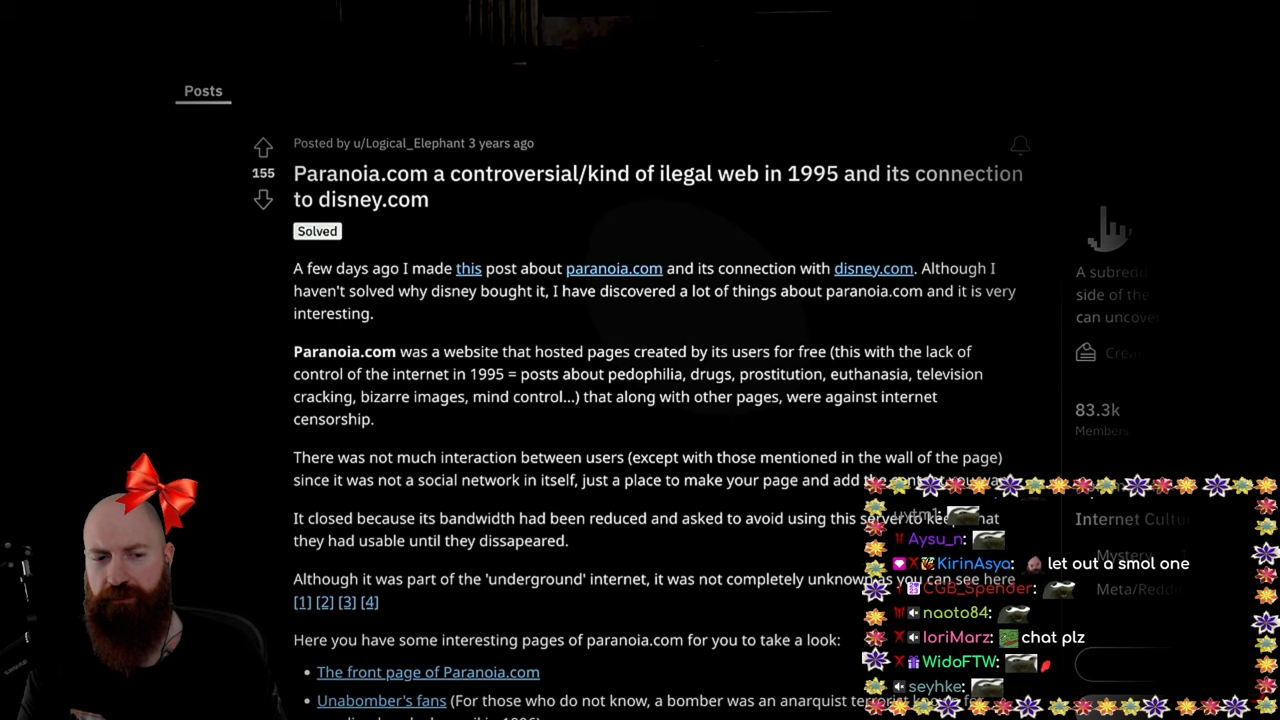 Posts
Posted by u/Logical_Elephant 3 years ago
155
Paranoia.com a controversial/kind of ilegal web in 1995 and its connection
to disney.com
Solved
A few days ago I made this post about paranoia.com and its connection with disney.com. Although I
haven't solved why disney bought it, I have discovered a lot of things about paranoia.com and it is very
interesting.
Paranoia.com was a website that hosted pages created by its users for free (this with the lack of
control of the internet in 1995 = posts about pedophilia, drugs, prostitution, euthanasia, television
cracking, bizarre images, mind control...) that along with other pages, were against internet
censorship.
There was not much interaction between users (except with those mentioned in the wall of the page)
since it was not a social network in itself, just a place to make your page and add the
It closed because its bandwidth had been reduced and asked to avoid using this server to
they had usable until they dissapeared.
Although it was part of the 'underground' internet, it was not completely unknown as you can see here
[1] [2] [3] [4]
Here you have some interesting pages of paranoia.com for you to take a look:
• The front page of Paranoia.com
• Unabomber's fans (For those who do not know, a bomber was an anarquist
A
side of the
can
83.3k
Members
Internet
Mystery
Aysu_n:
KirinAsya: let out a smol one
CGB_Spender:
naoto84:
IoriMarz: chat plz
WidoFTW:
seyhke: